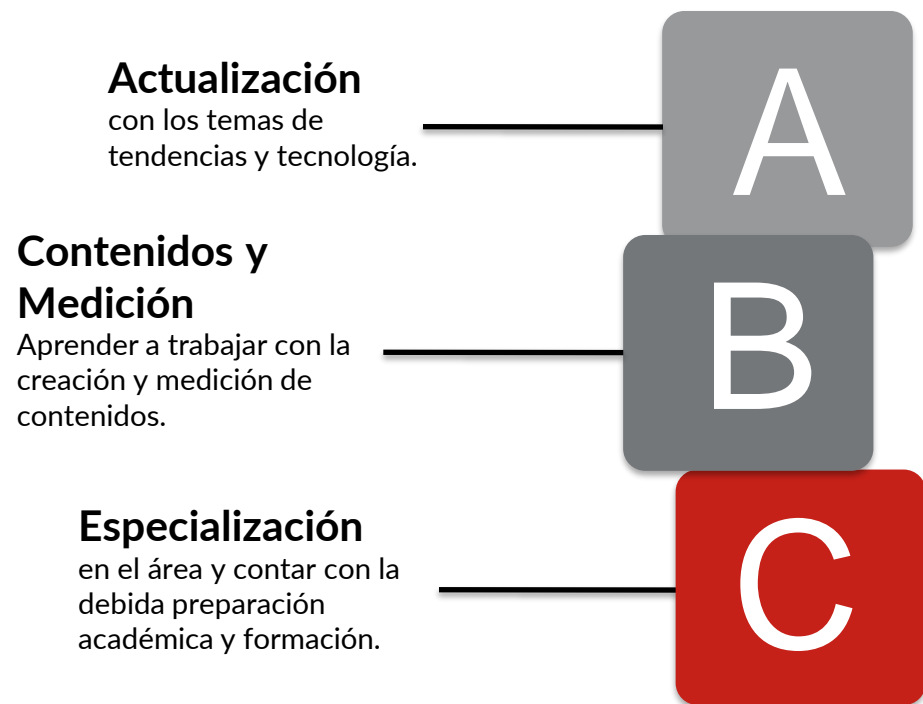 Actualización
con los temas de
tendencias y tecnología.
A
Contenidos y
Medición
Aprender a trabajar con la
creación y medición de
contenidos.
B
Especialización
en el área y contar con la
debida preparación
académica y formación.
C